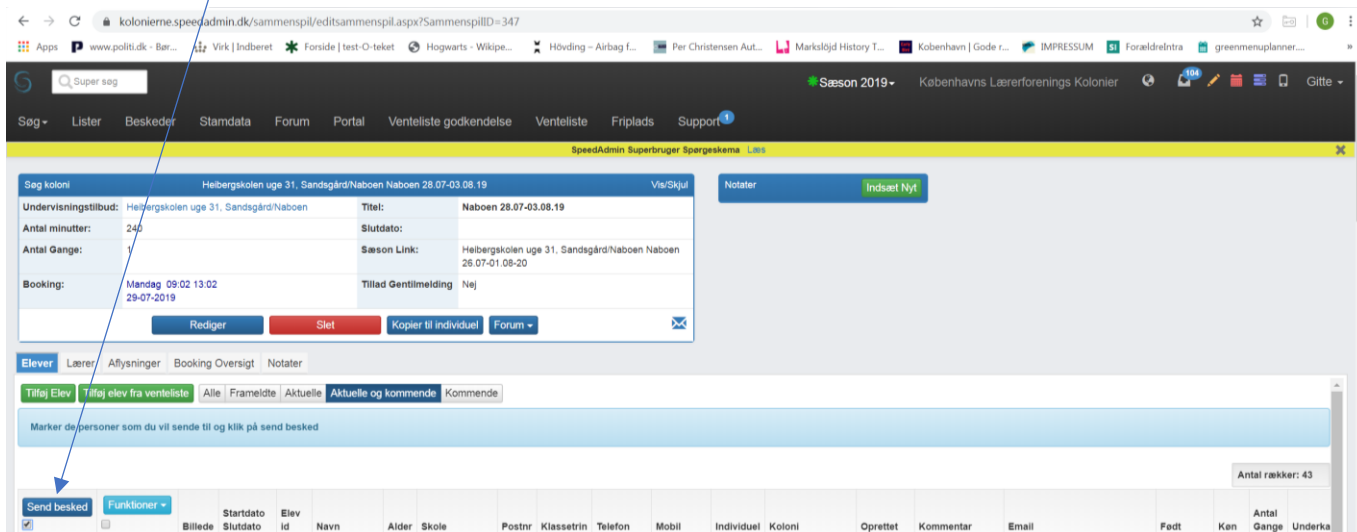 kolonierne.speedadmin.dk/sammenspil/editsammenspil.aspx?SammenspilID=347 G
Apps www.politi.dk - Bør... Virk | Indberet Forside | test-O-teket Hogwarts - Wikipe... Hövding – Airbag f... Per Christensen Aut... Markslöjd History T... Kobenhavn | Gode r... IMPRESSUM SI ForældreIntra greenmenuplanner.... »
Super søg Sæson 2019 Københavns Lærerforenings Kolonier 104 Gitte
Søg Lister Beskeder Stamdata Forum Portal Venteliste godkendelse Venteliste Friplads Support 1
SpeedAdmin Superbruger Spørgeskema Læs
Søg koloni Heibergskolen uge 31, Sandsgård/Naboen Naboen 28.07-03.08.19 Vis/Skjul Notater Indsæt Nyt
Undervisningstilbud: Heibergskolen uge 31, Sandsgård/Naboen Titel: Naboen 28.07-03.08.19
Antal minutter: 240 Slutdato:
Antal Gange: 1 Sæson Link: Heibergskolen uge 31, Sandsgård/Naboen Naboen
26.07-01.08-20
Booking: Mandag 09:02 13:02 Tillad Gentilmelding Nej
29-07-2019
Rediger Slet Kopier til individuel Forum
Elever Lærer Aflysninger Booking Oversigt Notater
Tilføj Elev Tilføj elev fra venteliste Alle Frameldte Aktuelle Aktuelle og kommende Kommende
Marker de personer som du vil sende til og klik på send besked
Antal rækker: 43
Send besked Funktioner
Billede Startdato Slutdato Elev id Navn Alder Skole Postnr Klassetrin Telefon Mobil Individuel Koloni Oprettet Kommentar Email Født Køn Antal Gange Underka